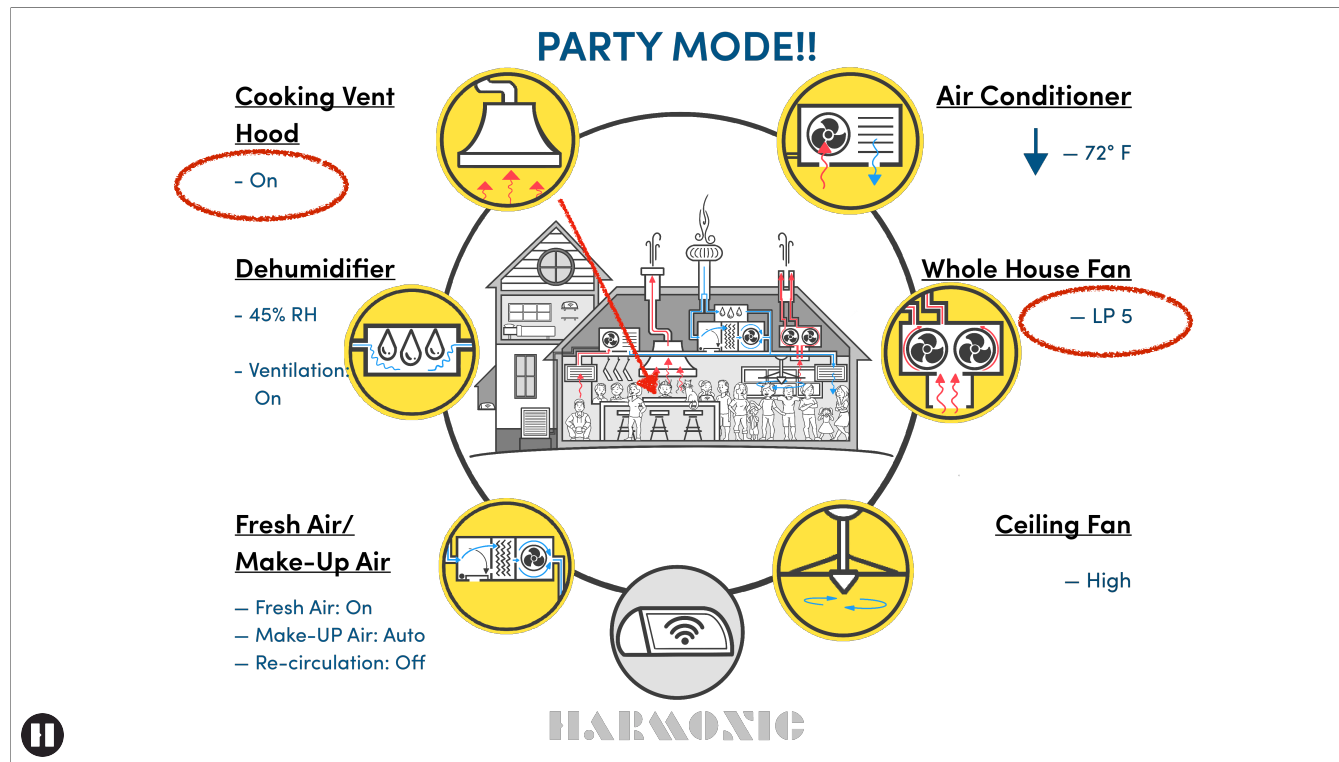 PARTY MODE!!
Cooking Vent
Hood
- On
Air Conditioner
— 72° F
Dehumidifier
- 45% RH
- Ventilation:
On
Whole House Fan
— LP 5
Fresh Air/
Make-Up Air
— Fresh Air: On
— Make-UP Air: Auto
— Re-circulation: Off
Ceiling Fan
— High
HARMONIC
H